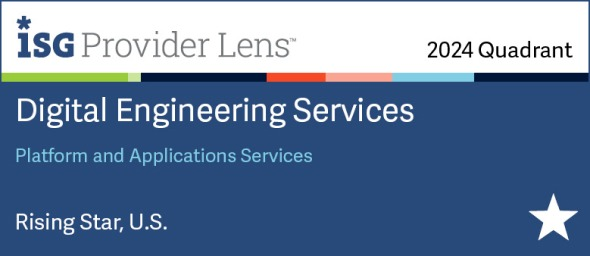 ISG Provider Lens™ 2024 Quadrant
Digital Engineering Services
Platform and Applications Services
Rising Star, U.S.